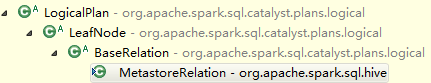 LogicalPlan - org.apache.spark.sql.catalyst.plans.logical
LeafNode - org.apache.spark.sql.catalyst.plans.logical
BaseRelation - org.apache.spark.sql.catalyst.plans.logical
MetastoreRelation - org.apache.spark.sql.hive